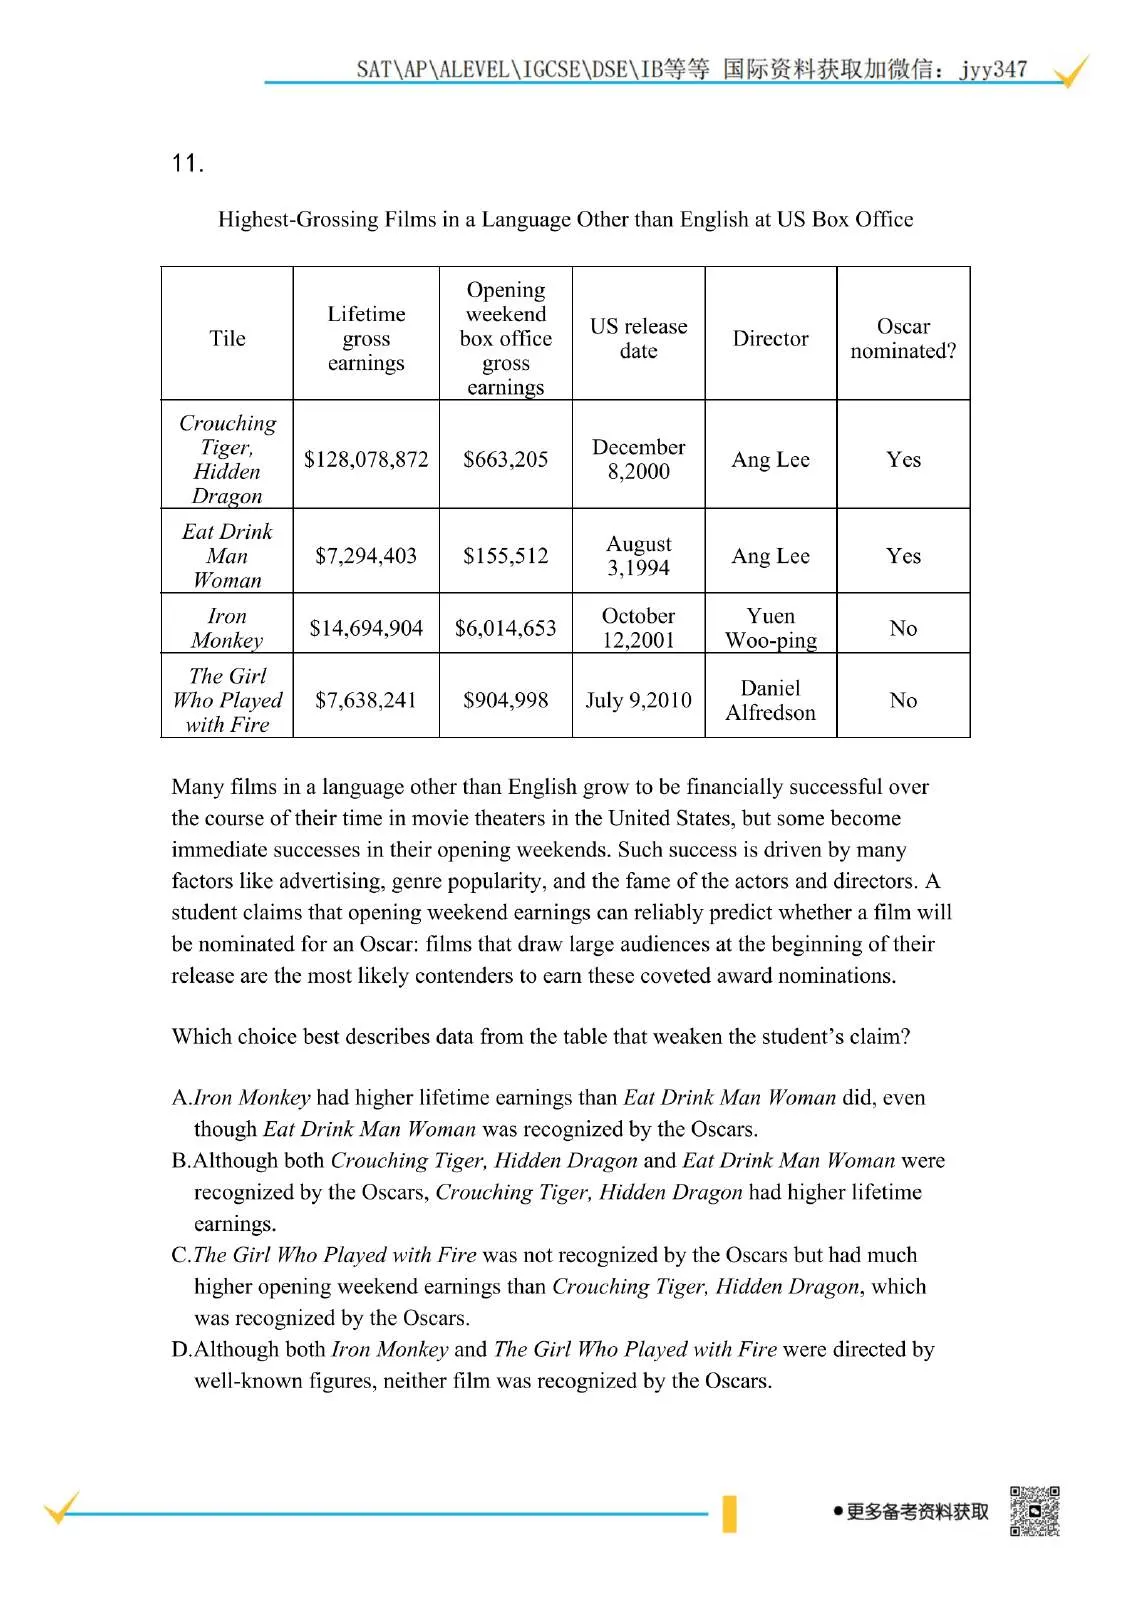 SAT\AP\ALEVEL\IGCSE\DSE\IB等等 国际资料获取加微信：jyy347
11.
Highest-Grossing Films in a Language Other than English at US Box Office
Tile
Lifetime
gross
earnings
Opening
weekend
box office
gross
earnings
US release
date
Director
Oscar
nominated?
Crouching
Tiger,
Hidden
Dragon
$128,078,872
$663,205
December
8,2000
Ang Lee
Yes
Eat Drink
Man
Woman
$7,294,403
$155,512
August
3,1994
Ang Lee
Yes
Iron
Monkey
$14,694,904
$6,014,653
October
12,2001
Yuen
Woo-ping
No
The Girl
Who Played
with Fire
$7,638,241
$904,998
July 9,2010
Daniel
Alfredson
No
Many films in a language other than English grow to be financially successful over
the course of their time in movie theaters in the United States, but some become
immediate successes in their opening weekends. Such success is driven by many
factors like advertising, genre popularity, and the fame of the actors and directors. A
student claims that opening weekend earnings can reliably predict whether a film will
be nominated for an Oscar: films that draw large audiences at the beginning of their
release are the most likely contenders to earn these coveted award nominations.
Which choice best describes data from the table that weaken the student’s claim?
A.Iron Monkey had higher lifetime earnings than Eat Drink Man Woman did, even
though Eat Drink Man Woman was recognized by the Oscars.
B.Although both Crouching Tiger, Hidden Dragon and Eat Drink Man Woman were
recognized by the Oscars, Crouching Tiger, Hidden Dragon had higher lifetime
earnings.
C.The Girl Who Played with Fire was not recognized by the Oscars but had much
higher opening weekend earnings than Crouching Tiger, Hidden Dragon, which
was recognized by the Oscars.
D.Although both Iron Monkey and The Girl Who Played with Fire were directed by
well-known figures, neither film was recognized by the Oscars.
●更多备考资料获取